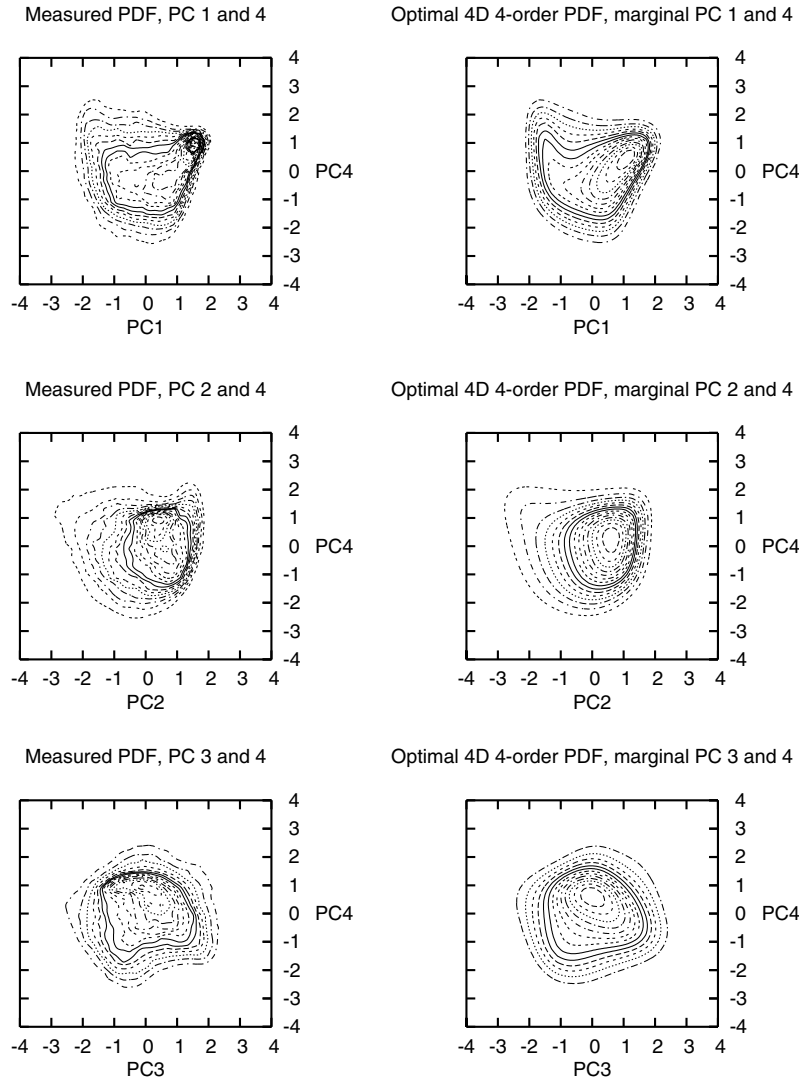 Measured PDF, PC 1 and 4
Optimal 4D 4-order PDF, marginal PC 1 and 4
4
3
2
1
0
-1
-2
-3
-4
PC4
-4 -3 -2 -1 0 1 2 3 4
PC1
4
3
2
1
0
-1
-2
-3
-4
PC4
-4 -3 -2 -1 0 1 2 3 4
PC1
Measured PDF, PC 2 and 4
Optimal 4D 4-order PDF, marginal PC 2 and 4
4
3
2
1
0
-1
-2
-3
-4
PC4
-4 -3 -2 -1 0 1 2 3 4
PC2
4
3
2
1
0
-1
-2
-3
-4
PC4
-4 -3 -2 -1 0 1 2 3 4
PC2
Measured PDF, PC 3 and 4
Optimal 4D 4-order PDF, marginal PC 3 and 4
4
3
2
1
0
-1
-2
-3
-4
PC4
-4 -3 -2 -1 0 1 2 3 4
PC3
4
3
2
1
0
-1
-2
-3
-4
PC4
-4 -3 -2 -1 0 1 2 3 4
PC3